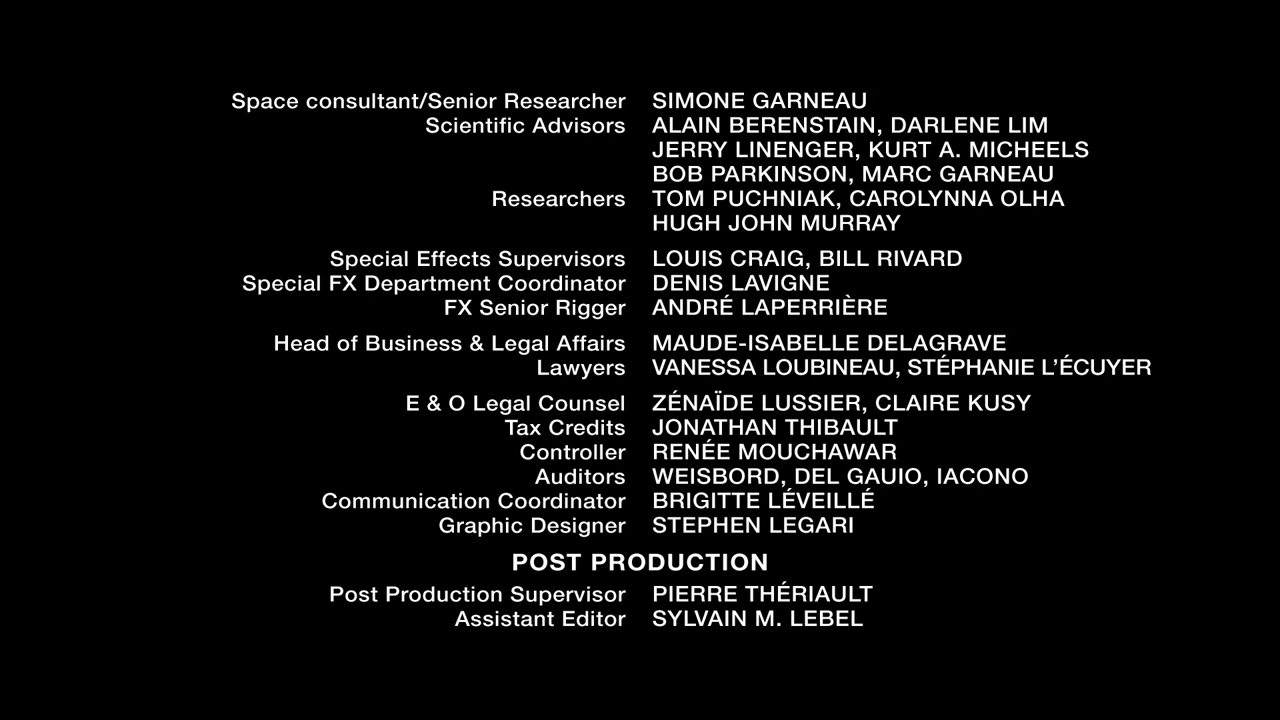 Space consultant/Senior Researcher SIMONE GARNEAU
Scientific Advisors ALAIN BERENSTAIN, DARLENE LIM
JERRY LINENGER, KURT A. MICHEELS
BOB PARKINSON, MARC GARNEAU
Researchers TOM PUCHNIAK, CAROLYNNA OLHA
HUGH JOHN MURRAY
Special Effects Supervisors LOUIS CRAIG, BILL RIVARD
Special FX Department Coordinator DENIS LAVIGNE
FX Senior Rigger ANDRÉ LAPERRIÈRE
Head of Business & Legal Affairs MAUDE-ISABELLE DELAGRAVE
Lawyers VANESSA LOUBINEAU, STÉPHANIE L’ÉCUYER
E & O Legal Counsel ZÉNAÏDE LUSSIER, CLAIRE KUSY
Tax Credits JONATHAN THIBAULT
Controller RENÉE MOUCHAWAR
Auditors WEISBORD, DEL GAUIO, IACONO
Communication Coordinator BRIGITTE LÉVEILLÉ
Graphic Designer STEPHEN LEGARI
POST PRODUCTION
Post Production Supervisor PIERRE THÉRIAULT
Assistant Editor SYLVAIN M. LEBEL